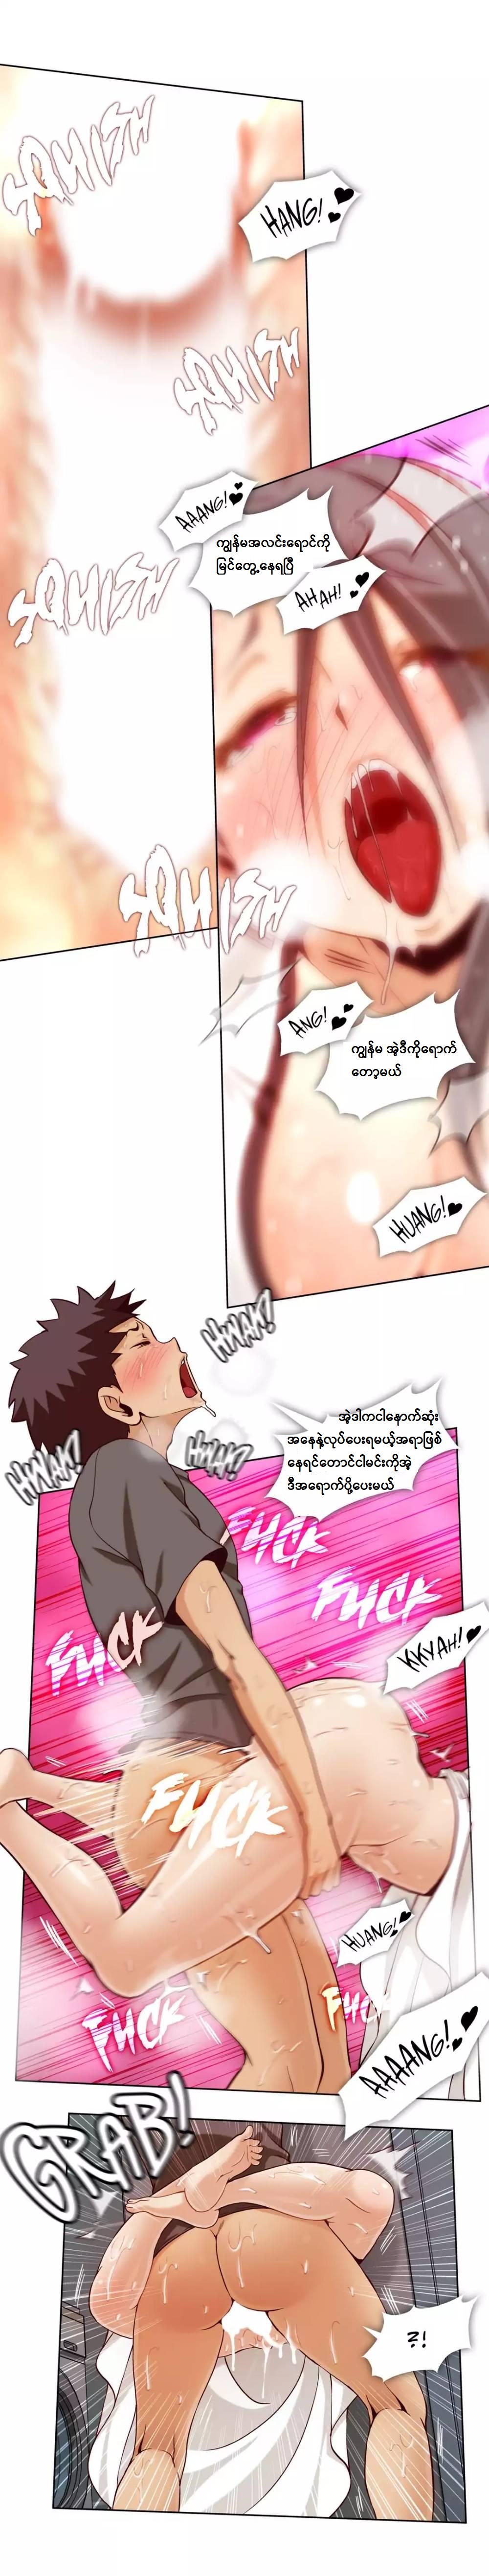 SQUISH
HANG!
SQUISH
AAANG!
ကျွန်မအလင်းရောင်ကို
မြင်တွေ့နေရပြီ
AHAH!
SQUISH
SQUISH
ANG!
ကျွန်မ အဲ့ဒီကိုရောက်
တော့မယ်
HUANG!
HWAK!
HWAK!
HWAK!
အဲ့ဒါကငါနောက်ဆုံး
အနေနဲ့လုပ်ပေးရမယ့်အရာဖြစ်
နေရင်တောင်ငါမင်းကိုအဲ့
ဒီအရောက်ပို့ပေးမယ်
FUCK
FUCK
FUCK
KKYAH!
FUCK
HUANG!
FUCK
FUCK
AAAANG!
GRAB!
?!